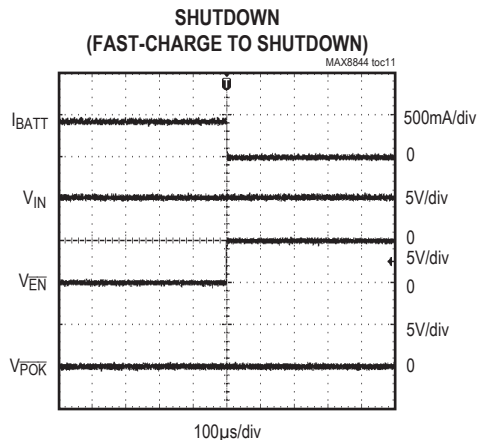 SHUTDOWN
(FAST-CHARGE TO SHUTDOWN)
MAX8844 toc11
T
IBATT
500mA/div
0
VIN
5V/div
0
5V/div
VEN
0
5V/div
VPOK
0
100µs/div